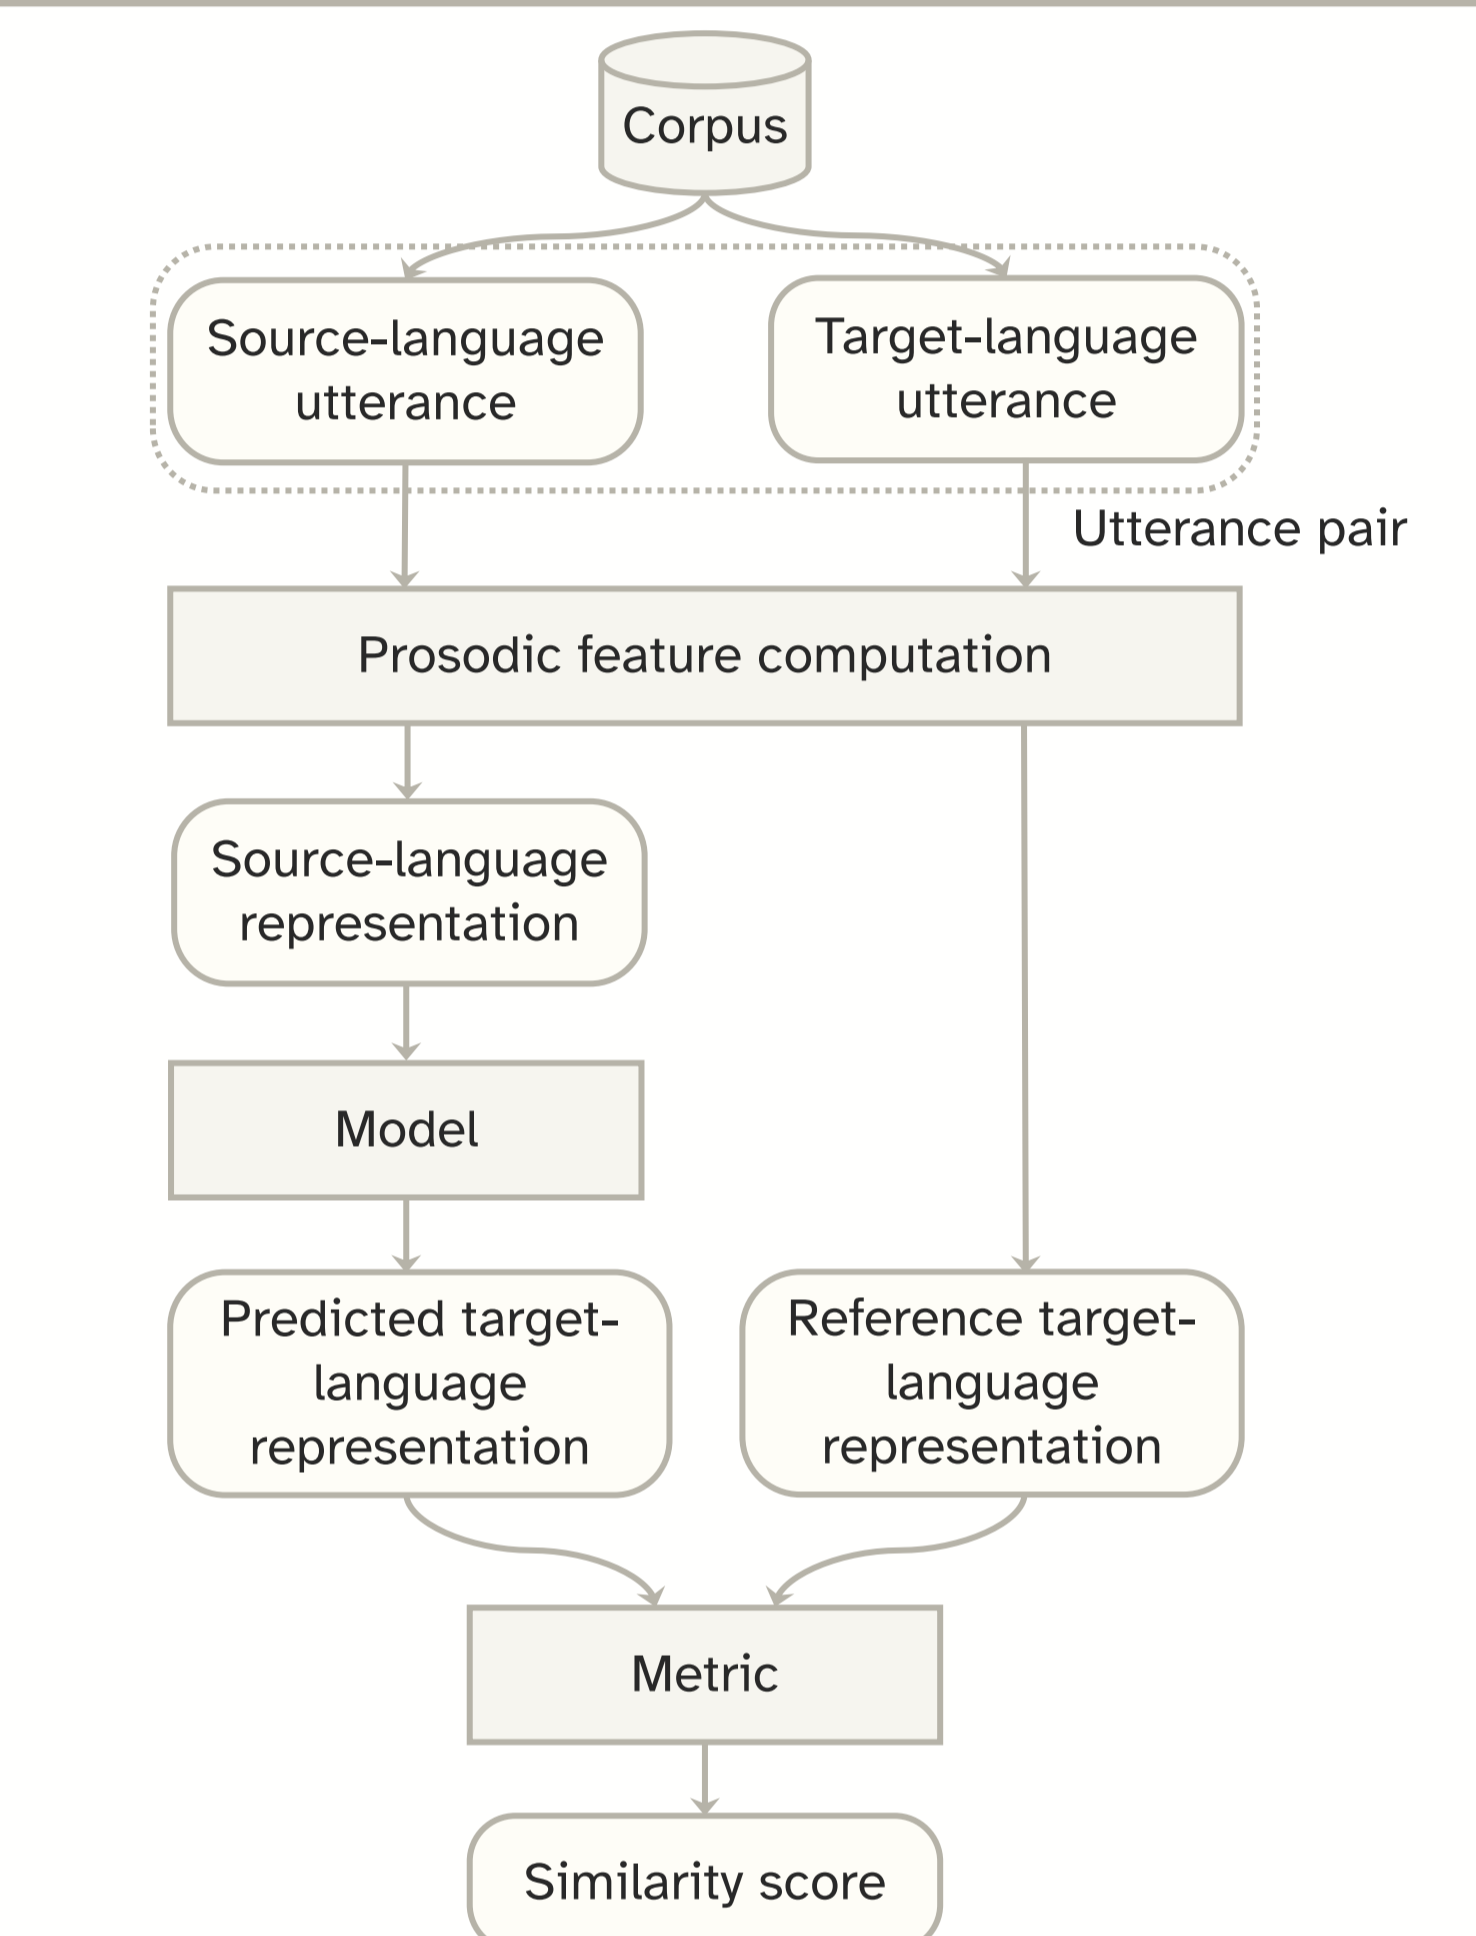 Corpus
Source-language
utterance
Target-language
utterance
Utterance pair
Prosodic feature computation
Source-language
representation
Model
Predicted target-
language
representation
Reference target-
language
representation
Metric
Similarity score